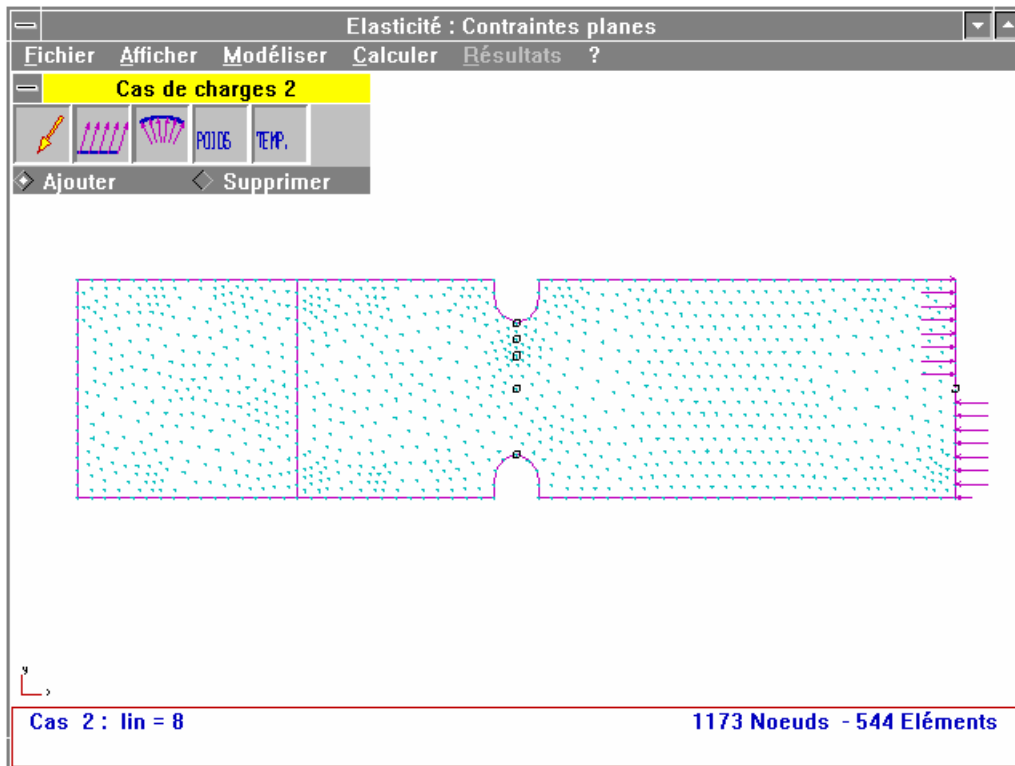 Elasticité : Contraintes planes
Fichier Afficher Modéliser Calculer Résultats ?
Cas de charges 2
POIDS TEMP.
Ajouter Supprimer
y
x
Cas 2 : lin = 8 1173 Noeuds - 544 Eléments